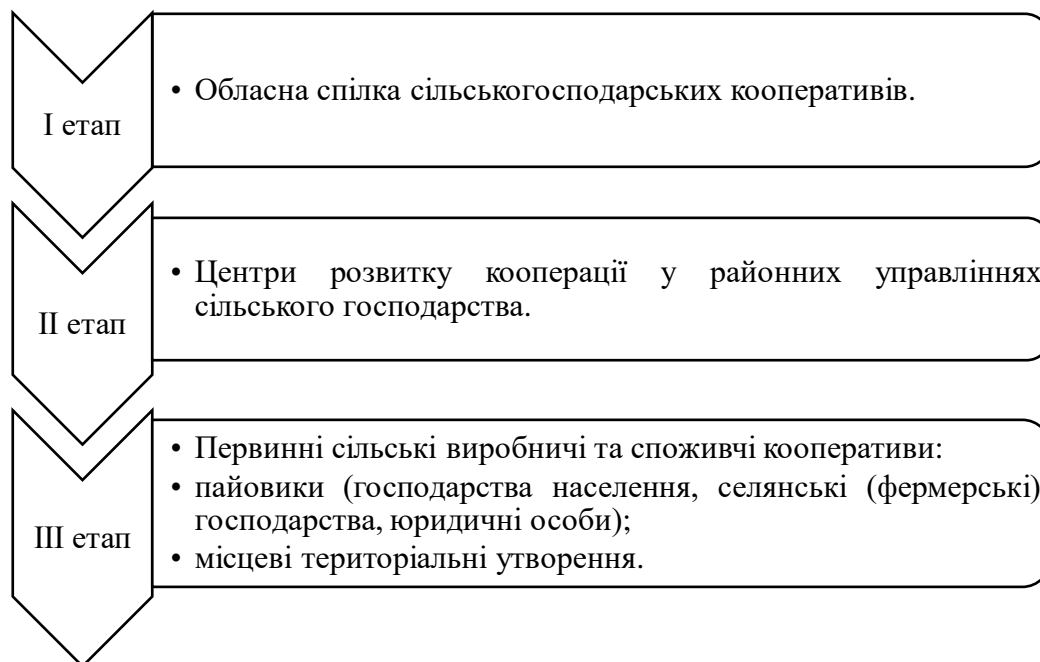 І етап
• Обласна спілка сільськогосподарських кооперативів.
ІІ етап
• Центри розвитку кооперації у районних управліннях
сільського господарства.
ІІІ етап
• Первинні сільські виробничі та споживчі кооперативи:
• пайовики (господарства населення, селянські (фермерські)
господарства, юридичні особи);
• місцеві територіальні утворення.